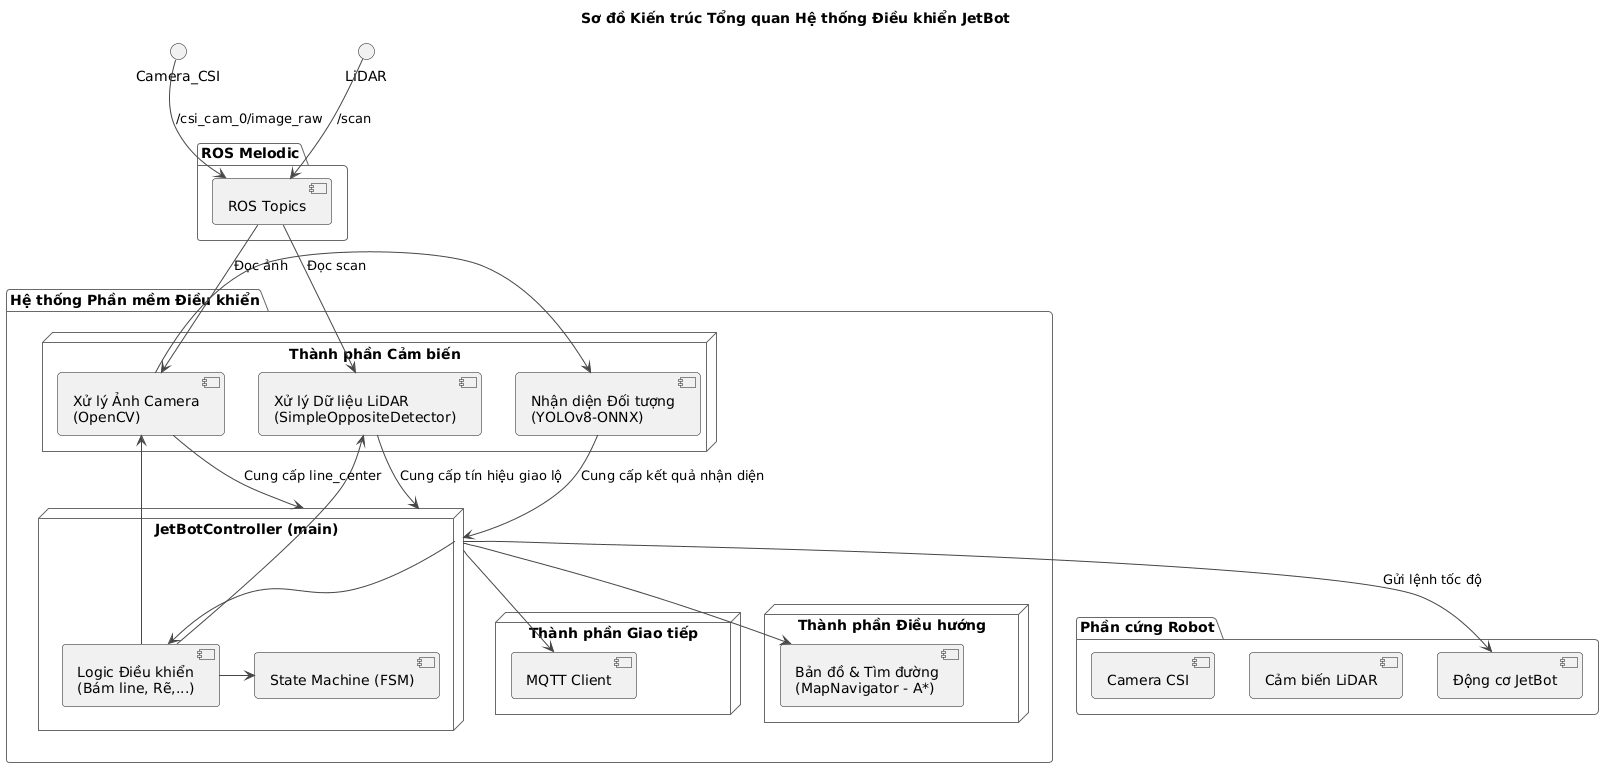 Sơ đồ Kiến trúc Tổng quan Hệ thống Điều khiển JetBot
Camera_CSI
LiDAR
/csi_cam_0/image_raw
/scan
ROS Melodic
ROS Topics
Đọc ảnh
Đọc scan
Hệ thống Phần mềm Điều khiển
Thành phần Cảm biến
Xử lý Ảnh Camera
(OpenCV)
Xử lý Dữ liệu LiDAR
(SimpleOppositeDetector)
Nhận diện Đối tượng
(YOLOv8-ONNX)
Cung cấp line_center
Cung cấp tín hiệu giao lộ
Cung cấp kết quả nhận diện
JetBotController (main)
Gửi lệnh tốc độ
Logic Điều khiển
(Bám line, Rẽ,...)
State Machine (FSM)
Thành phần Giao tiếp
MQTT Client
Thành phần Điều hướng
Bản đồ & Tìm đường
(MapNavigator - A*)
Phần cứng Robot
Camera CSI
Cảm biến LiDAR
Động cơ JetBot